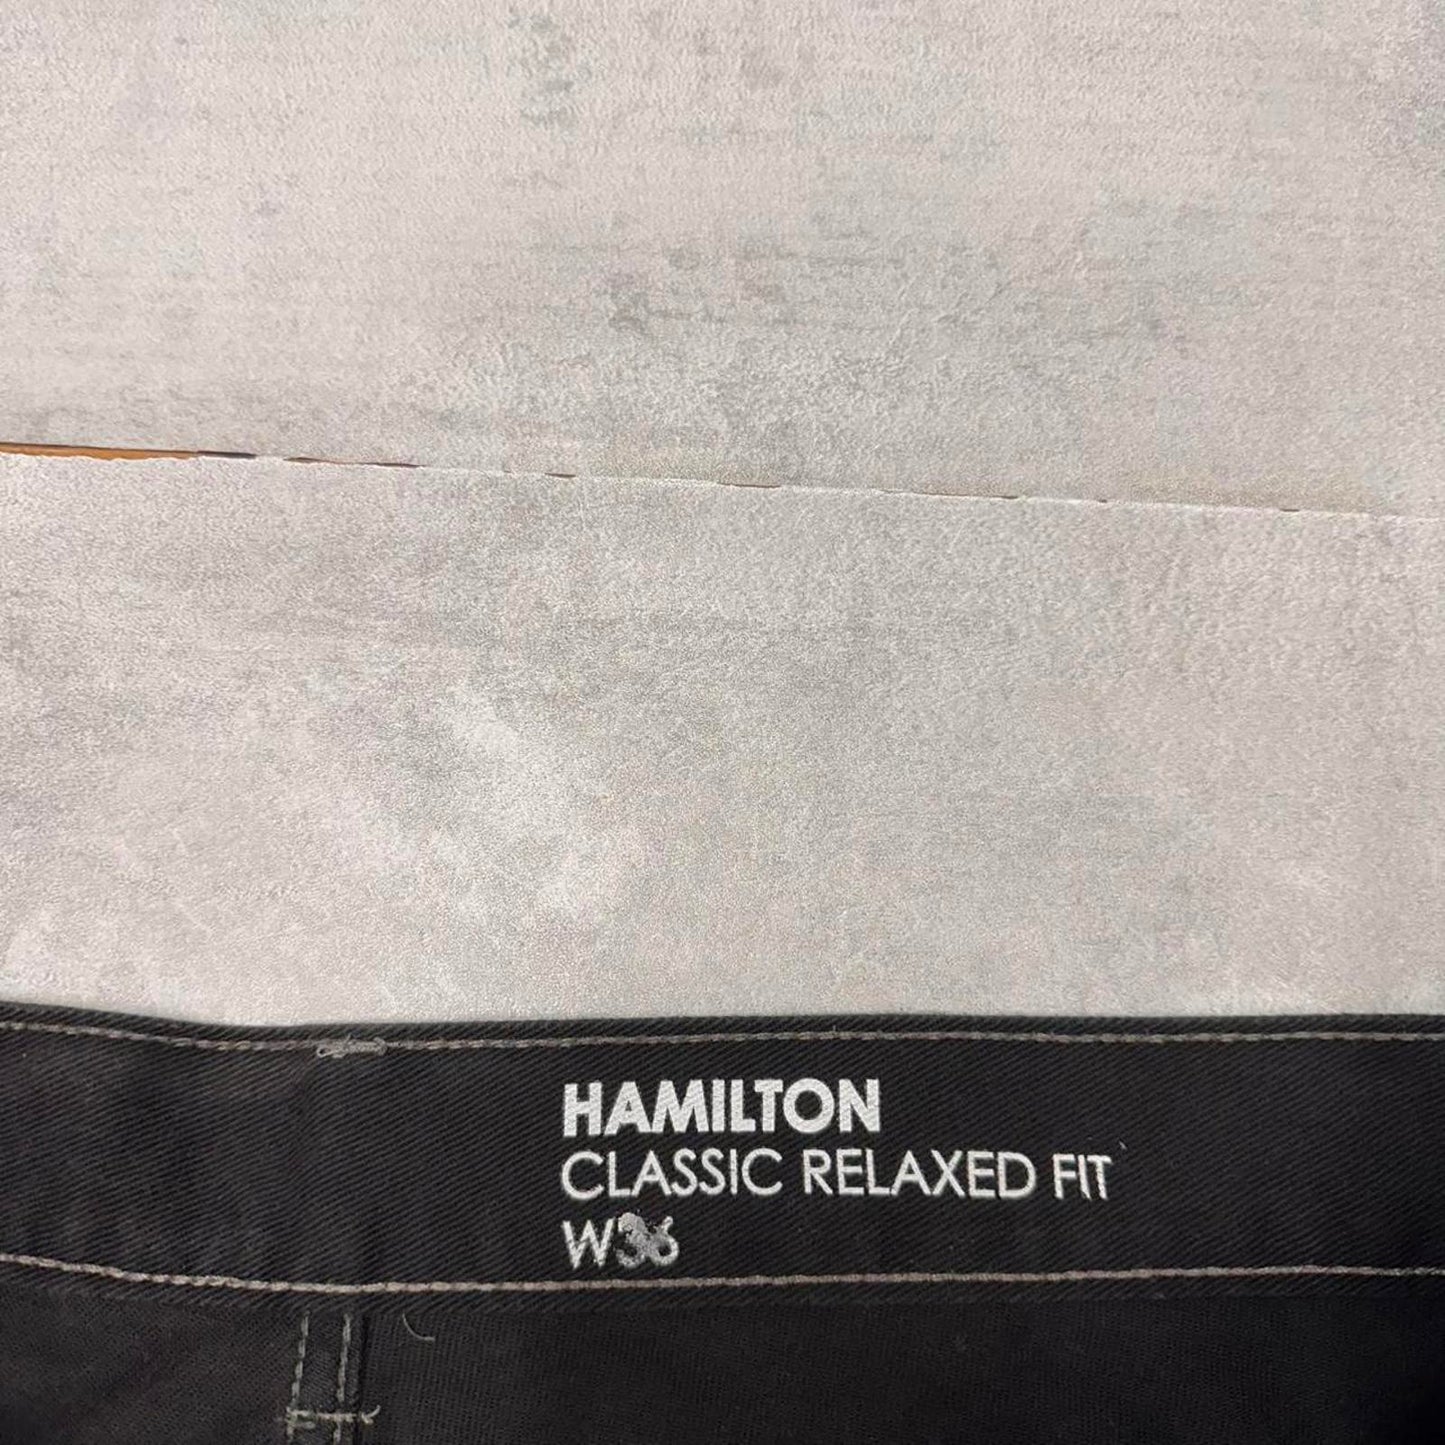 HAMILTON
CLASSIC RELAXED FIT
W36